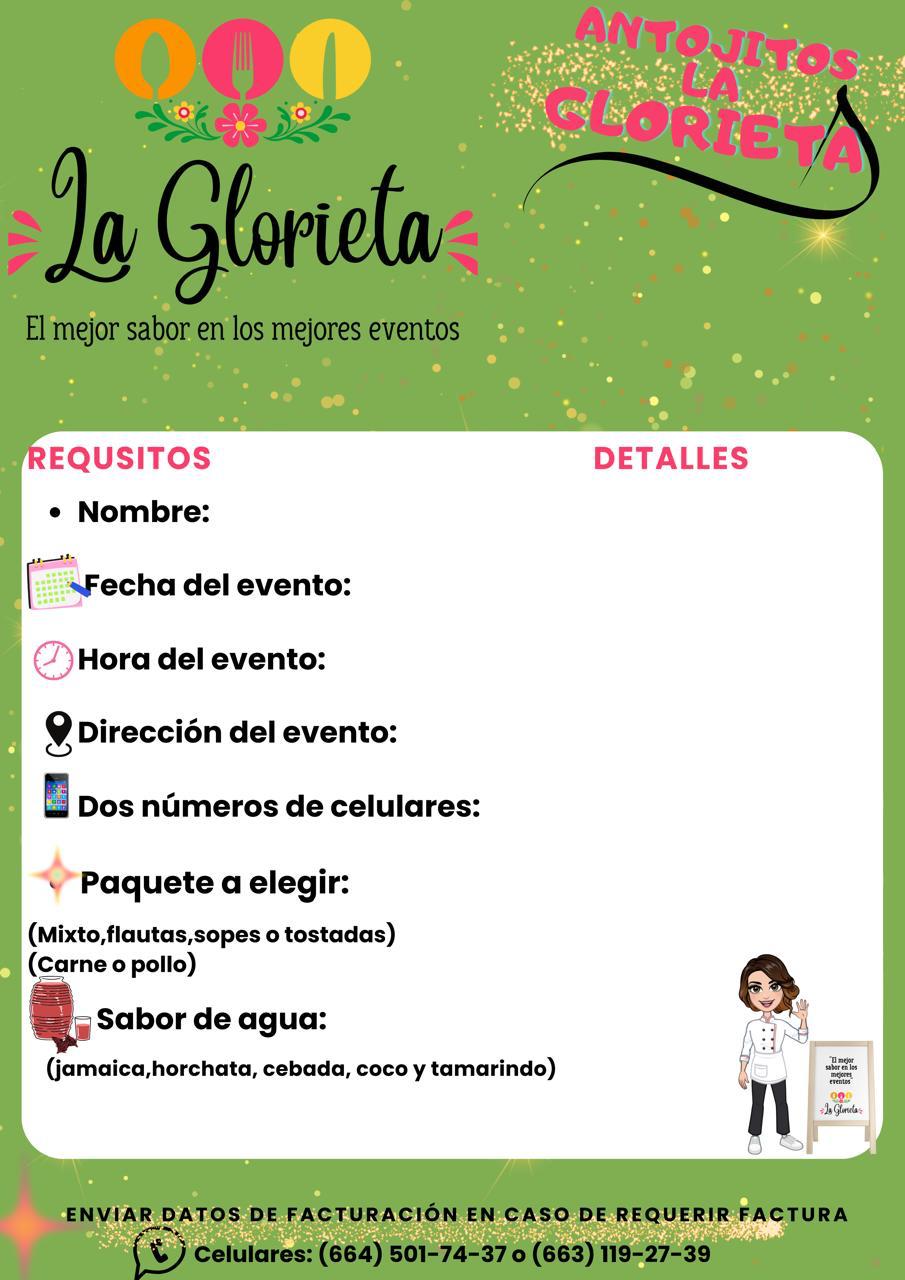 ANTOJITOS
LA
GLORIETA
La Glorieta
El mejor sabor en los mejores eventos
REQUSITOS
DETALLES
• Nombre:
Fecha del evento:
Hora del evento:
Dirección del evento:
Dos números de celulares:
Paquete a elegir:
(Mixto,flautas,sopes o tostadas)
(Carne o pollo)
Sabor de agua:
(jamaica,horchata, cebada, coco y tamarindo)
"El mejor
sabor en los
mejores
eventos
La Glorieta
ENVIAR DATOS DE FACTURACIÓN EN CASO DE REQUERIR FACTURA
Celulares: (664) 501-74-37 o (663) 119-27-39